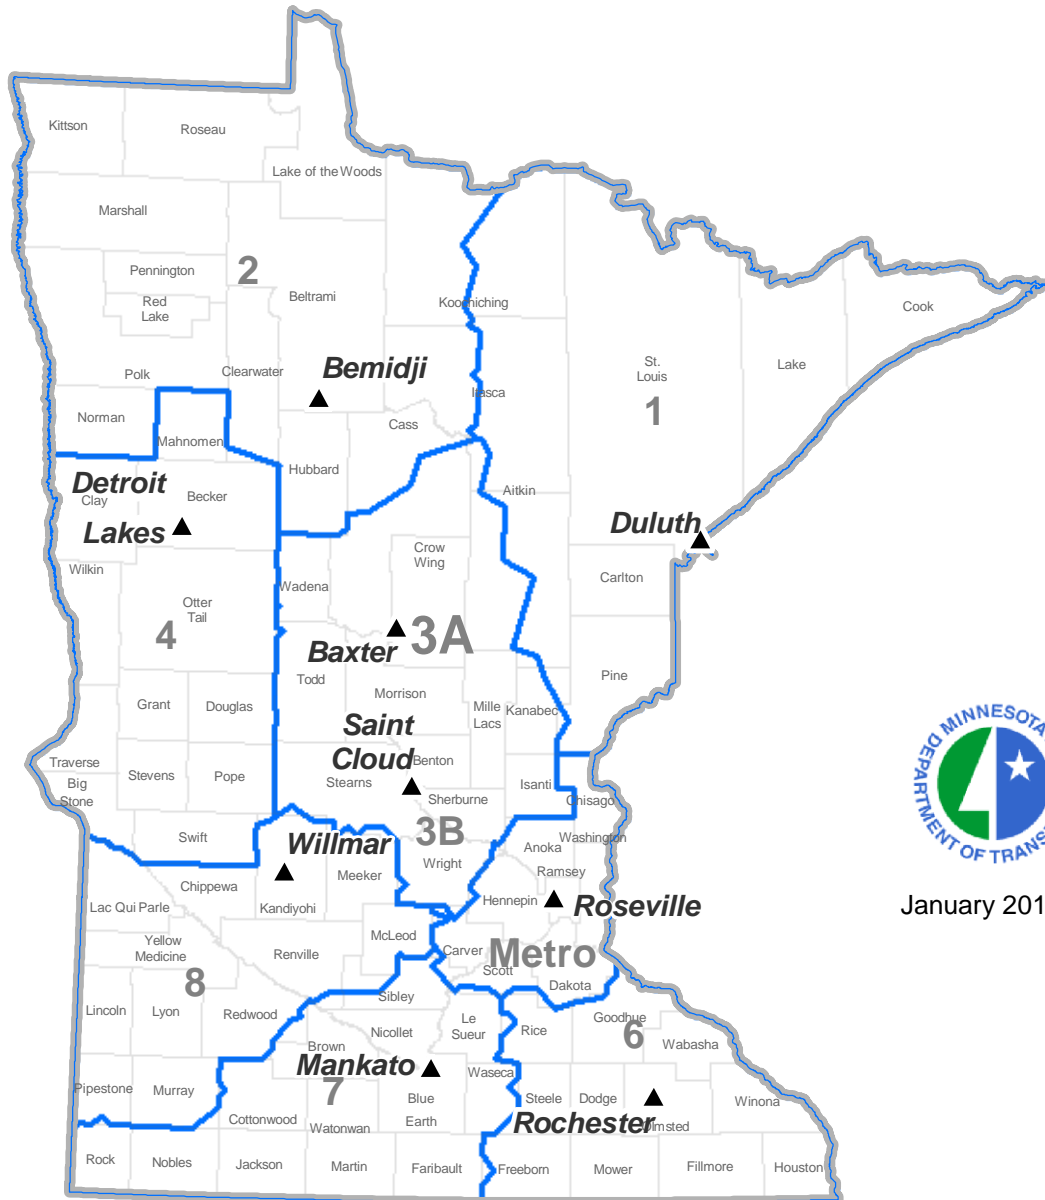 Kittson
Roseau
Lake of the Woods
Marshall
Pennington
2
Beltrami
Red
Lake
Koochiching
Cook
Polk
Clearwater
Bemidji
St.
Louis
Lake
Norman
Itasca
1
Mahnomen
Cass
Hubbard
Detroit
Lakes
Clay
Becker
Aitkin
Duluth
Crow
Wing
Wilkin
Wadena
Carlton
Otter
Tail
4
3A
Baxter
Todd
Pine
Morrison
Grant
Douglas
Mille
Lacs
Kanabec
Saint
Cloud
Traverse
Big
Stone
Stevens
Pope
Stearns
Benton
Isanti
Sherburne
Chisago
MINNESOTA
DEPARTMENT OF TRANS
3B
Swift
Willmar
Anoka
Washington
Wright
Meeker
Ramsey
Chippewa
Kandiyohi
Hennepin
Roseville
January 201
Lac Qui Parle
McLeod
Yellow
Medicine
Renville
Carver
Metro
Scott
8
Dakota
Sibley
Lincoln
Lyon
Redwood
Nicollet
Le
Sueur
Rice
Goodhue
6
Wabasha
Brown
Mankato
Waseca
Pipestone
Murray
7
Blue
Earth
Steele
Dodge
Winona
Cottonwood
Watonwan
Rochester
Olmsted
Rock
Nobles
Jackson
Martin
Faribault
Freeborn
Mower
Fillmore
Houston